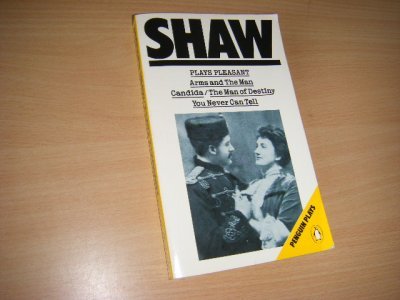 SHAW
PLAYS PLEASANT
Arms and The Man
Candida / The Man of Destiny
You Never Can Tell
PENGUIN PLAYS